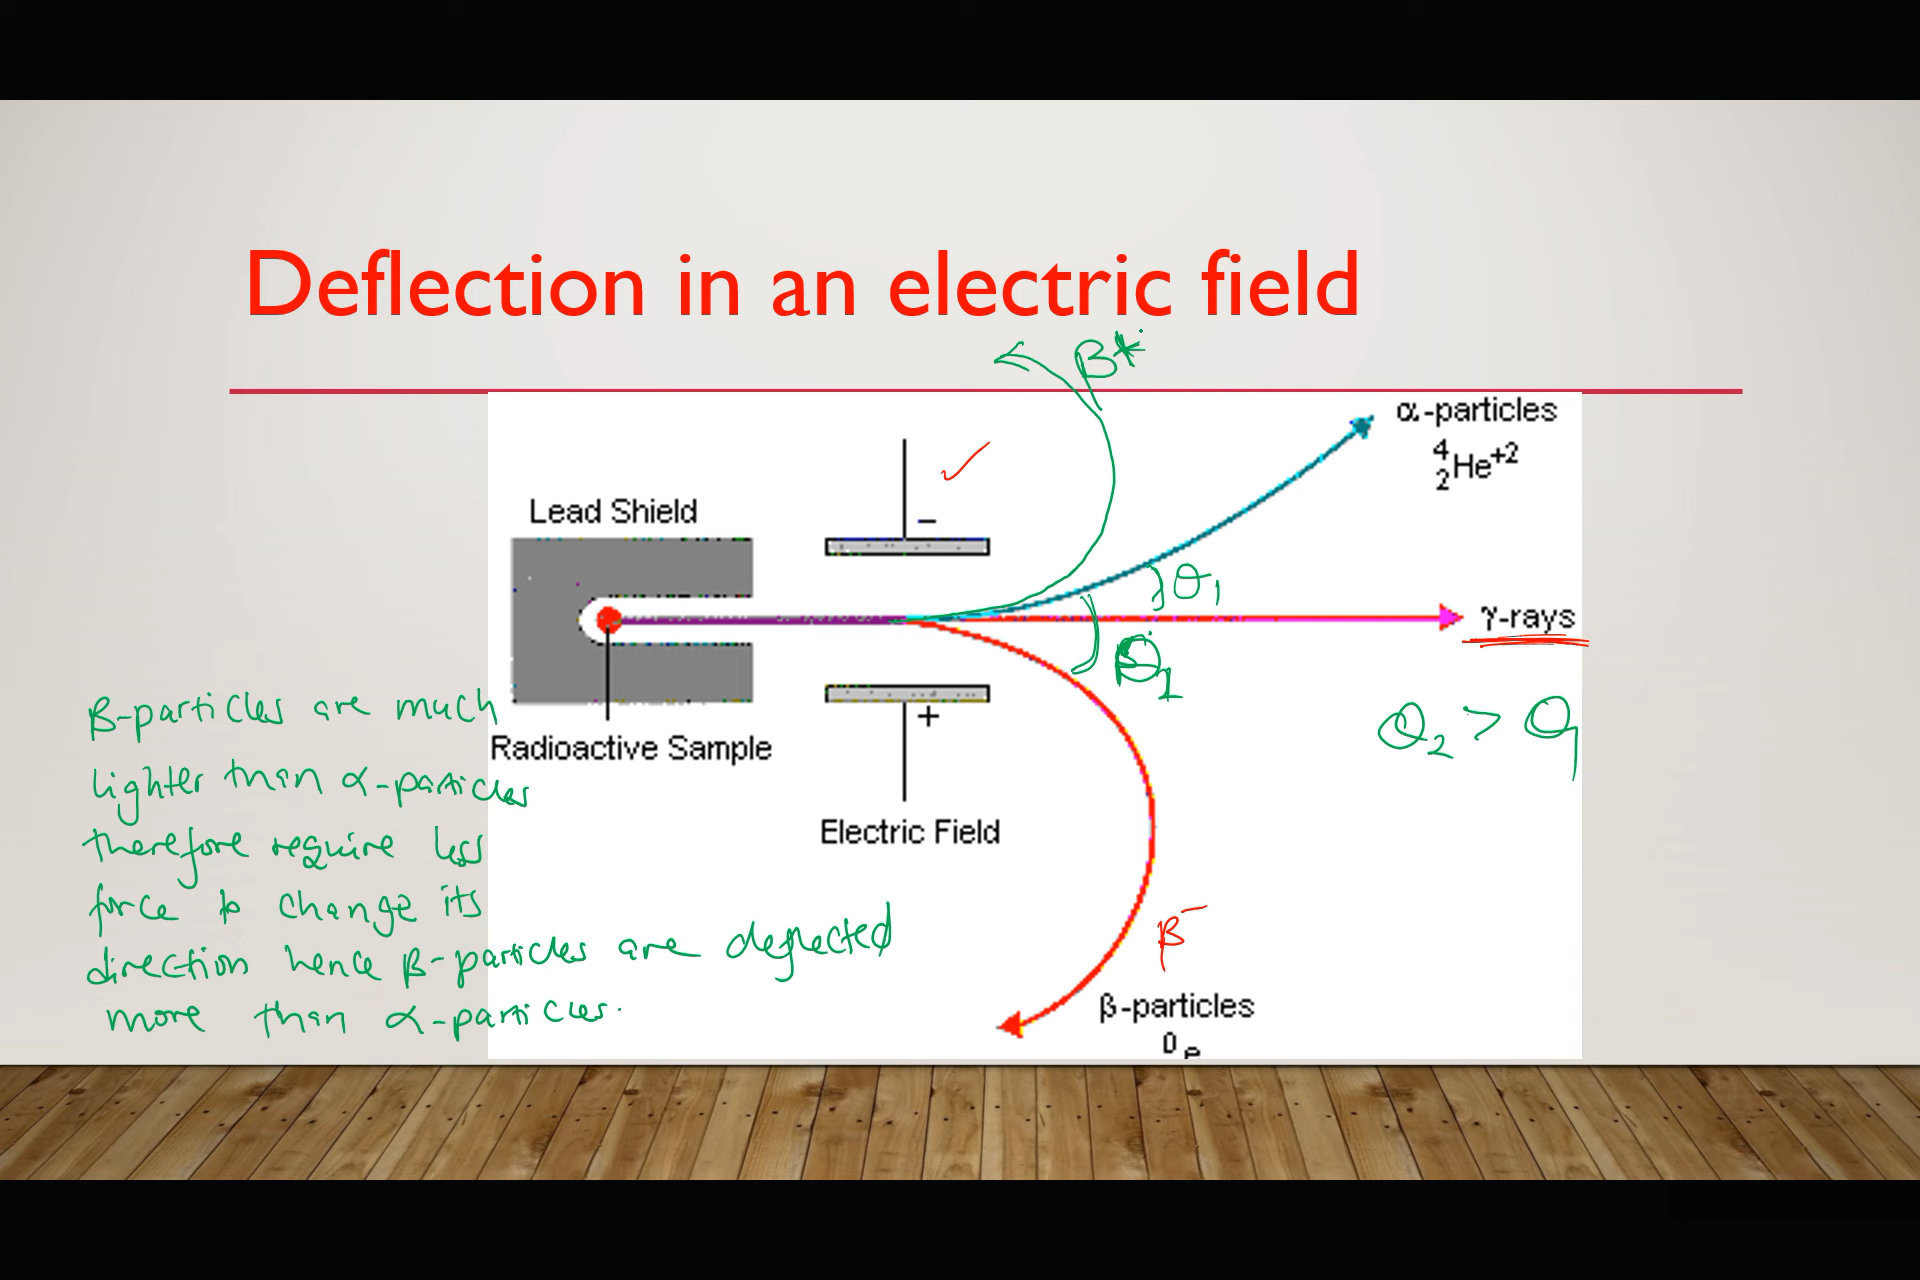 Deflection in an electric field
β*
α-particles
4
2He+2
Lead Shield
−
θ1
γ-rays
+
Radioactive Sample
θ2 > θ1
Electric Field
β-particles are much
lighter than α-particles
therefore require less
force to change its
direction hence β-particles are deflected
more than α-particles.
β−
β-particles
0 e